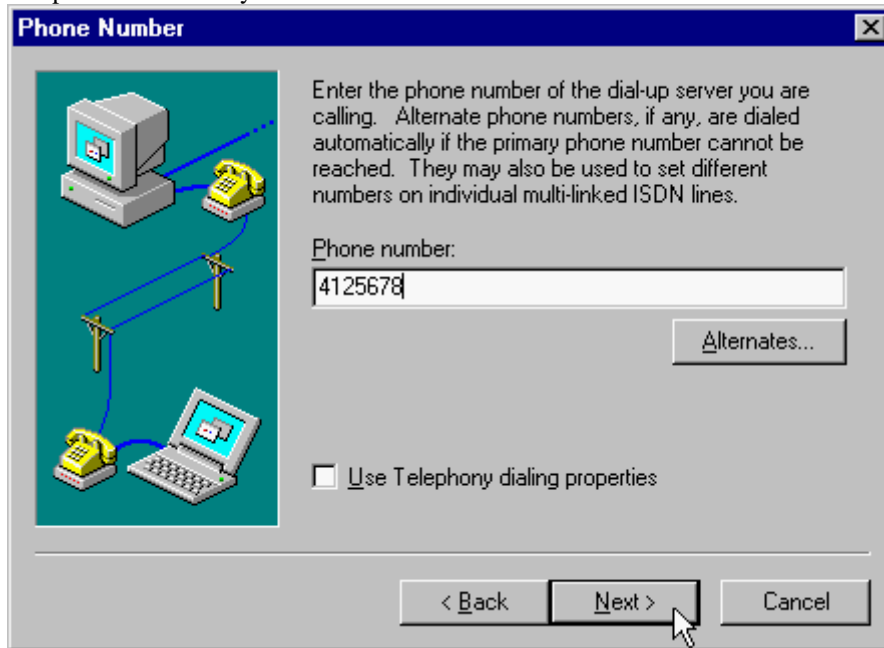 Phone Number
Enter the phone number of the dial-up server you are
calling. Alternate phone numbers, if any, are dialed
automatically if the primary phone number cannot be
reached. They may also be used to set different
numbers on individual multi-linked ISDN lines.
Phone number:
4125678
Alternates...
Use Telephony dialing properties
< Back
Next >
Cancel